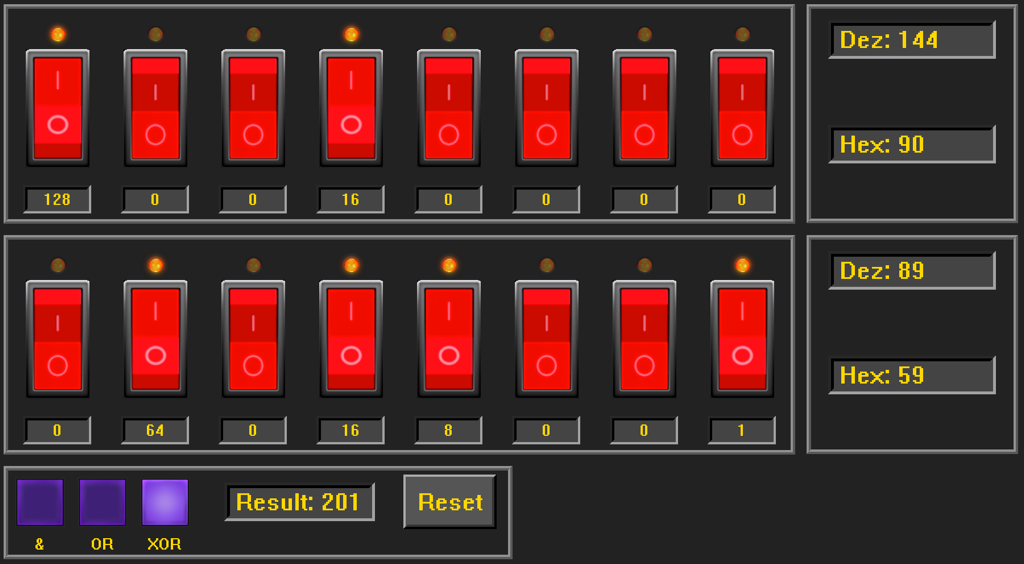 Dez: 144
Hex: 90
128 0 0 16 0 0 0 0
Dez: 89
Hex: 59
0 64 0 16 8 0 0 1
Result: 201
Reset
& OR XOR